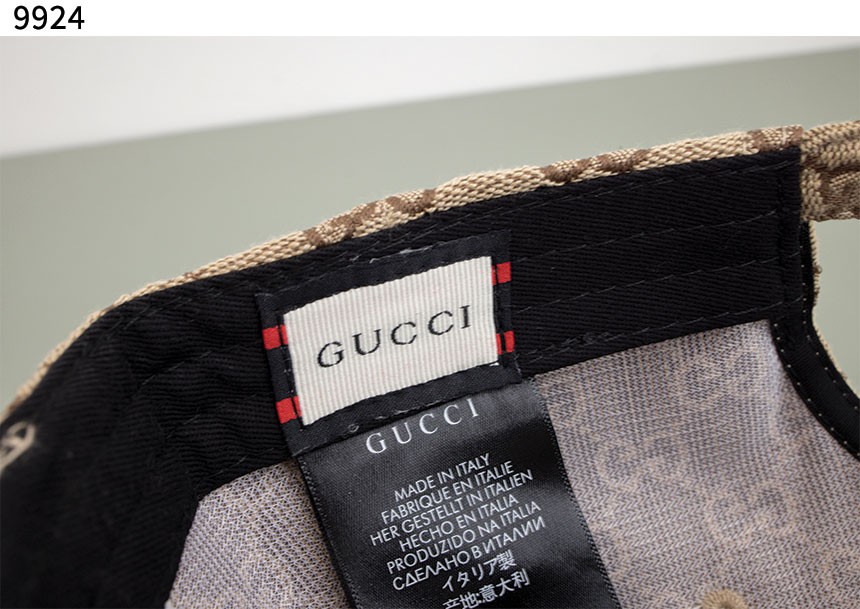 9924
GUCCI
GUCCI
MADE IN ITALY
FABRIQUE EN ITALIE
HER GESTELLT IN ITALIEN
HECHO EN ITALIA
PRODUZIDO NA ITALIA
СДЕЛАНО В ИТАЛИИ
イタリア製
产地:意大利